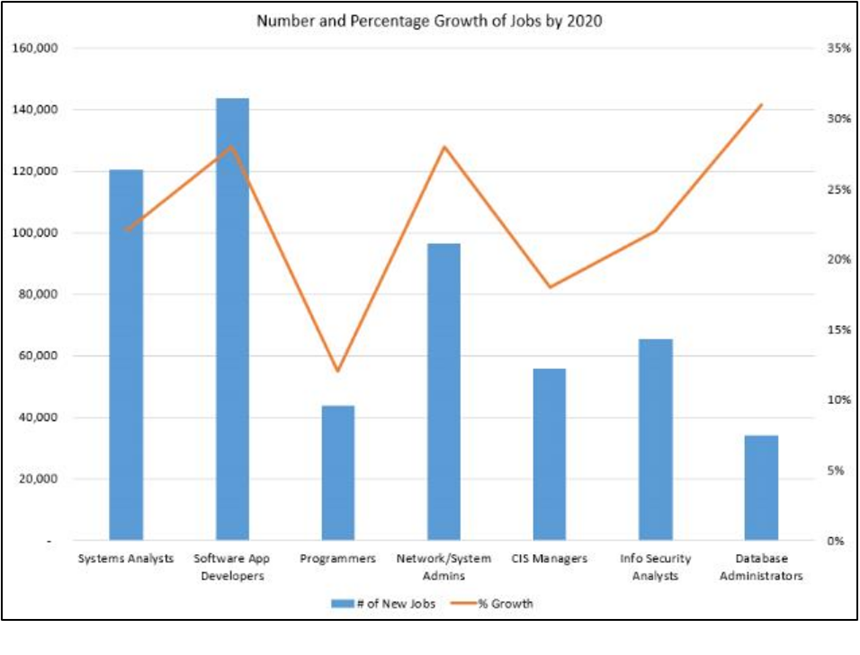 Number and Percentage Growth of Jobs by 2020
160,000
140,000
120,000
100,000
80,000
60,000
40,000
20,000
-
35%
30%
25%
20%
15%
10%
5%
0%
Systems Analysts
Software App
Developers
Programmers
Network/System
Admins
CIS Managers
Info Security
Analysts
Database
Administrators
# of New Jobs
% Growth